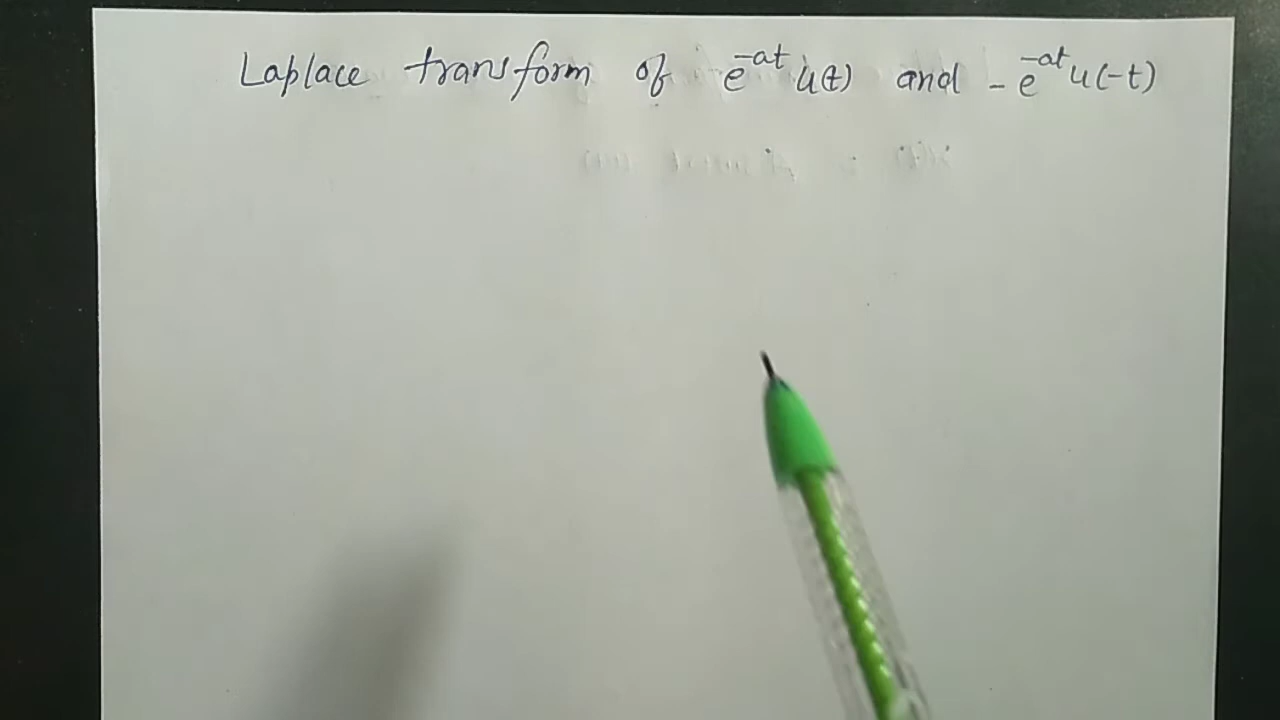 Laplace transform of e^-at u(t) and -e^-at u(-t)